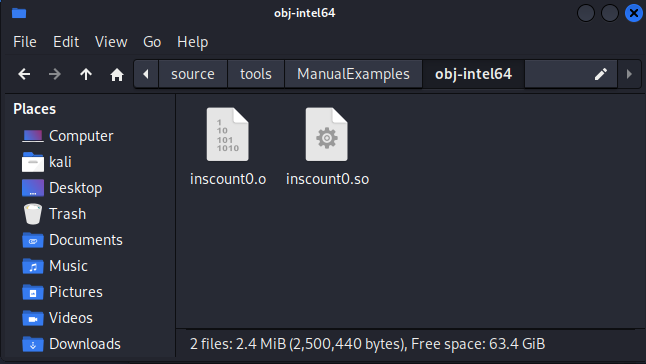 obj-intel64
File Edit View Go Help
source tools ManualExamples obj-intel64
Places
Computer
kali
Desktop
Trash
Documents
Music
Pictures
Videos
Downloads
1
10
101
1010
inscount0.o inscount0.so
2 files: 2.4 MiB (2,500,440 bytes), Free space: 63.4 GiB